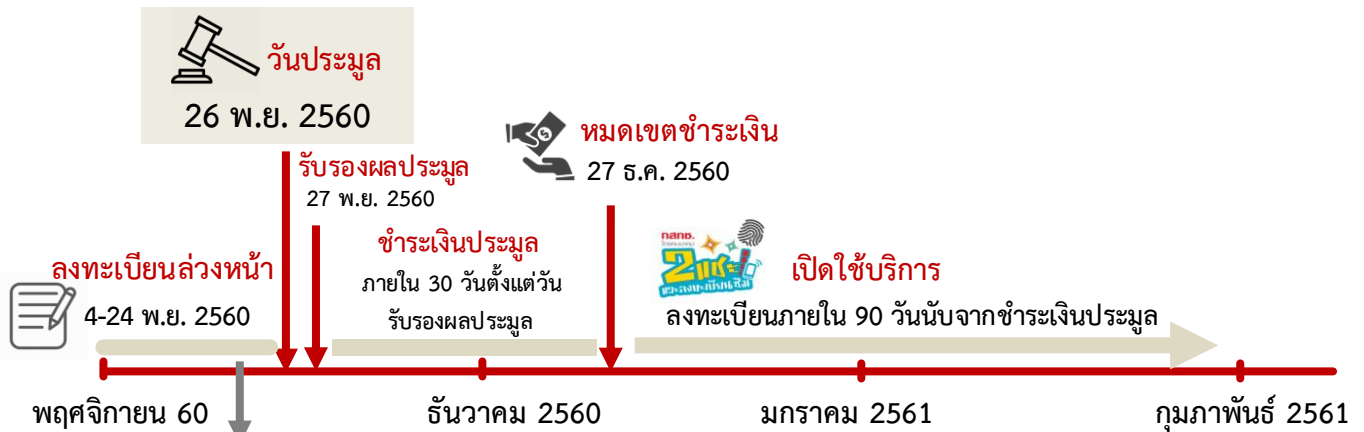 วันประมูล
26 พ.ย. 2560
หมดเขตชำระเงิน
27 ธ.ค. 2560
รับรองผลประมูล
27 พ.ย. 2560
ชำระเงินประมูล
ภายใน 30 วันตั้งแต่วัน
รับรองผลประมูล
ลงทะเบียนล่วงหน้า
4-24 พ.ย. 2560
กสทช.
2แชะ
เปิดใช้บริการ
ลงทะเบียนภายใน 90 วันนับจากชำระเงินประมูล
พฤศจิกายน 60
ธันวาคม 2560
มกราคม 2561
กุมภาพันธ์ 2561